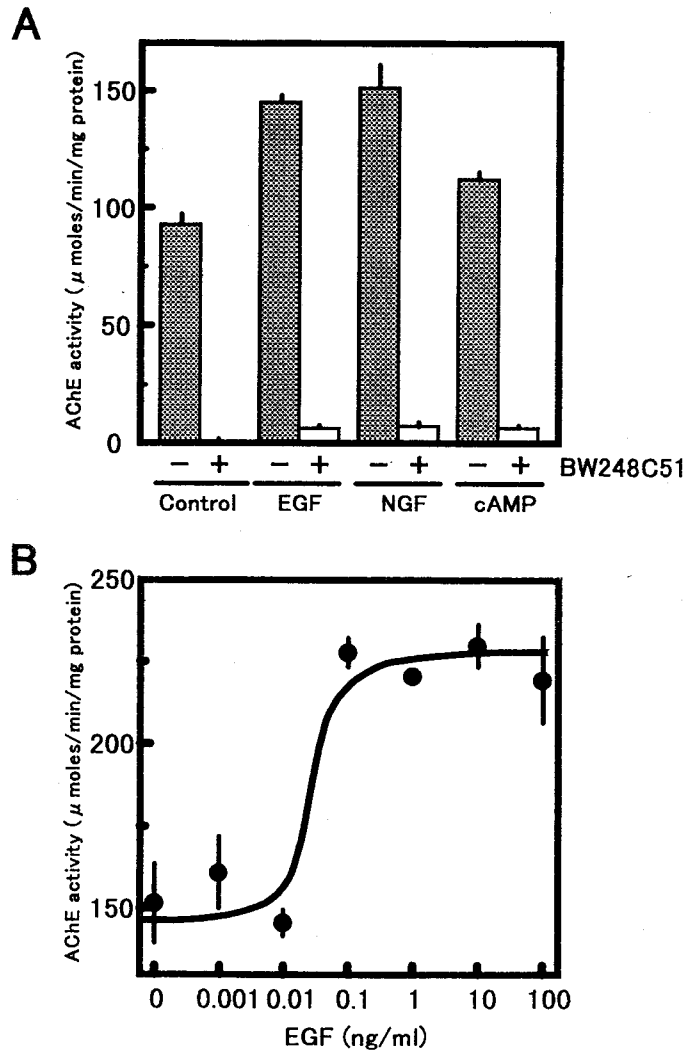 A
AChE activity (μ moles/min/mg protein)
150
100
50
0
− + − + − + − + BW248C51
Control EGF NGF cAMP
B
AChE activity (μ moles/min/mg protein)
250
200
150
0 0.001 0.01 0.1 1 10 100
EGF (ng/ml)